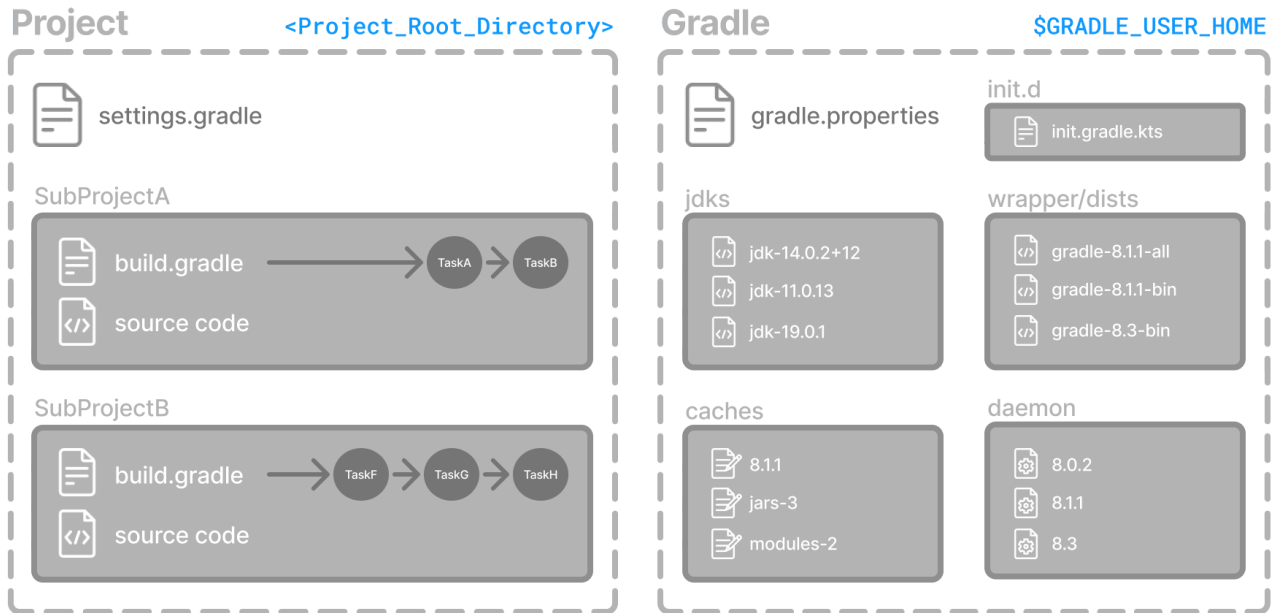 Project
<Project_Root_Directory>
settings.gradle
SubProjectA
build.gradle
TaskA
TaskB
source code
SubProjectB
build.gradle
TaskF
TaskG
TaskH
source code
Gradle
$GRADLE_USER_HOME
gradle.properties
init.d
init.gradle.kts
jdks
jdk-14.0.2+12
jdk-11.0.13
jdk-19.0.1
wrapper/dists
gradle-8.1.1-all
gradle-8.1.1-bin
gradle-8.3-bin
caches
8.1.1
jars-3
modules-2
daemon
8.0.2
8.1.1
8.3